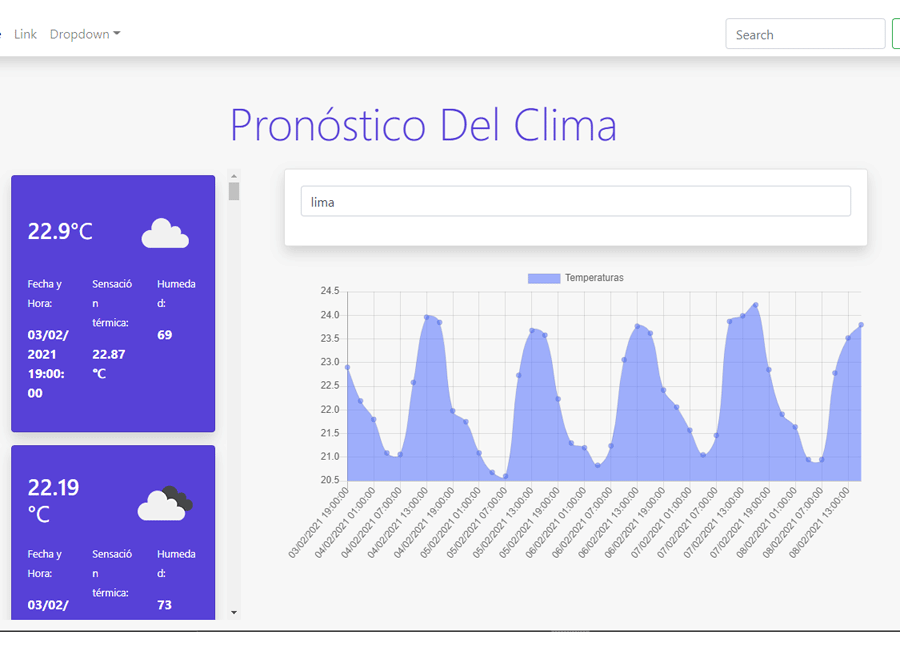 Link Dropdown
Search
Pronóstico Del Clima
22.9°C
Fecha y
Hora:
03/02/
2021
19:00:
00
Sensació
n
térmica:
22.87
°C
Humeda
d:
69
22.19
°C
Fecha y
Hora:
03/02/
Sensació
n
térmica:
Humeda
d:
73
lima
Temperaturas
24.5
24.0
23.5
23.0
22.5
22.0
21.5
21.0
20.5
03/02/2021 19:00:00
04/02/2021 01:00:00
04/02/2021 07:00:00
04/02/2021 13:00:00
04/02/2021 19:00:00
05/02/2021 01:00:00
05/02/2021 07:00:00
05/02/2021 13:00:00
05/02/2021 19:00:00
06/02/2021 01:00:00
06/02/2021 07:00:00
06/02/2021 13:00:00
06/02/2021 19:00:00
07/02/2021 01:00:00
07/02/2021 07:00:00
07/02/2021 13:00:00
07/02/2021 19:00:00
08/02/2021 01:00:00
08/02/2021 07:00:00
08/02/2021 13:00:00